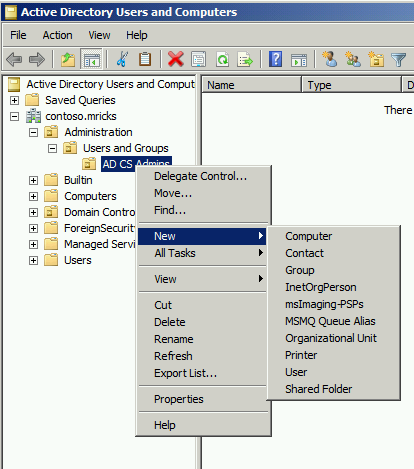 Active Directory Users and Computers
File Action View Help
Active Directory Users and Comput
Name Type D
Saved Queries
There
contoso.mricks
Administration
Users and Groups
AD CS Admins
Builtin
Computers
Domain Contro
ForeignSecurit
Managed Servi
Users
Delegate Control...
Move...
Find...
New
All Tasks
View
Cut
Delete
Rename
Refresh
Export List...
Properties
Help
Computer
Contact
Group
InetOrgPerson
msImaging-PSPs
MSMQ Queue Alias
Organizational Unit
Printer
User
Shared Folder